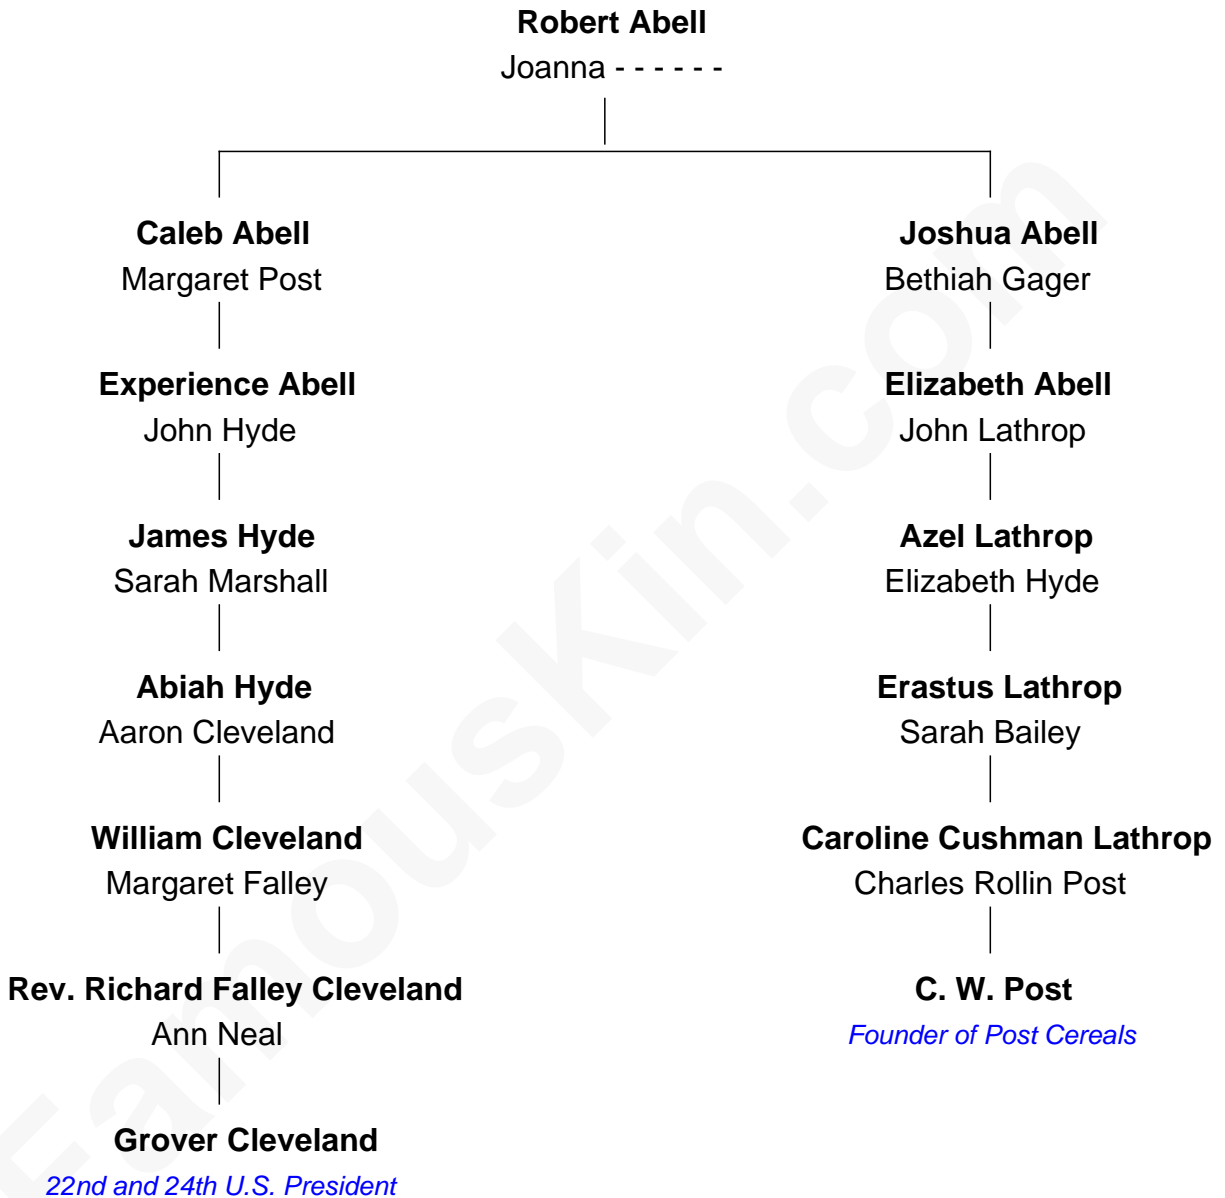 Robert Abell
Joanna - - - - - -
Caleb Abell
Margaret Post
Joshua Abell
Bethiah Gager
Experience Abell
John Hyde
Elizabeth Abell
John Lathrop
James Hyde
Sarah Marshall
Azel Lathrop
Elizabeth Hyde
Abiah Hyde
Aaron Cleveland
Erastus Lathrop
Sarah Bailey
William Cleveland
Margaret Falley
Caroline Cushman Lathrop
Charles Rollin Post
Rev. Richard Falley Cleveland
Ann Neal
C. W. Post
Founder of Post Cereals
Grover Cleveland
22nd and 24th U.S. President
FamousKin.com